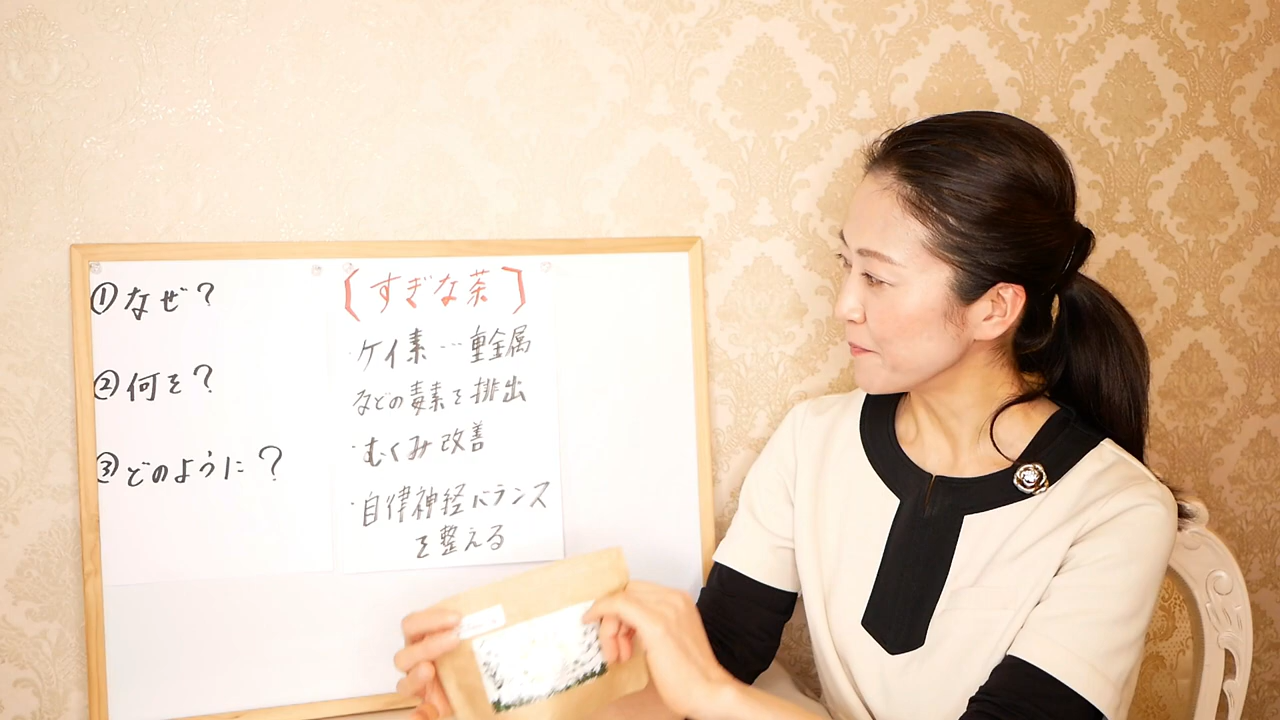 ①なぜ？
②何を？
③どのように？
【すぎな茶】
・ケイ素…重金属
などの毒素を排出
・むくみ改善
・自律神経バランス
を整える